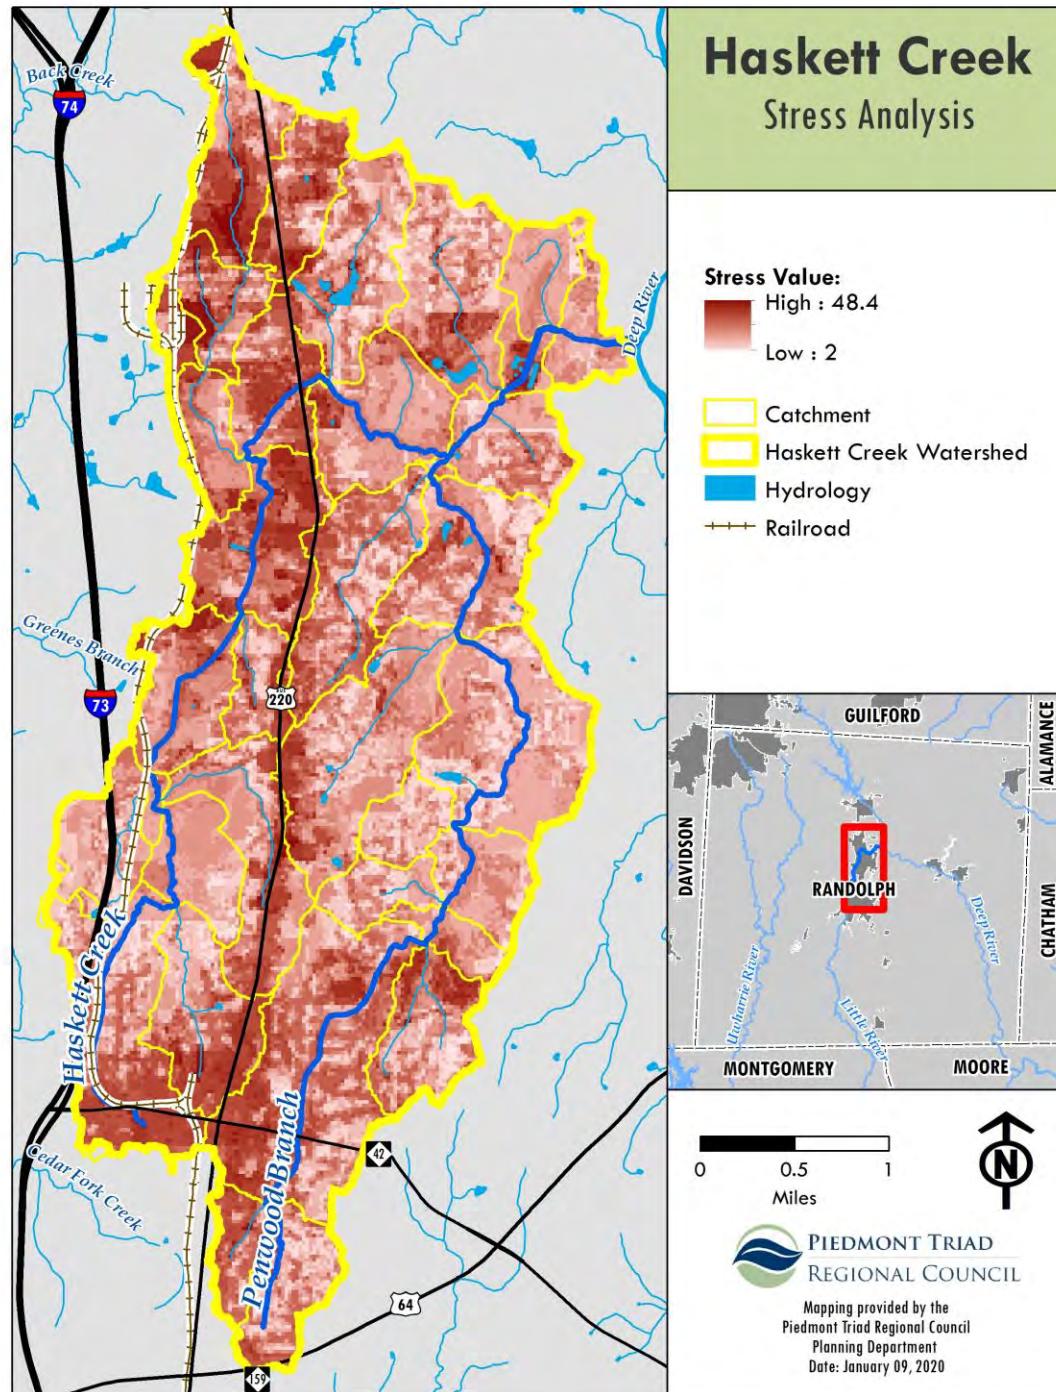 Haskett Creek
Stress Analysis
Stress Value:
High : 48.4
Low : 2
Catchment
Haskett Creek Watershed
Hydrology
Railroad
Back Creek
74
Deep River
Greenes Branch
73
220
Haskett Creek
Penwood Branch
Cedar Fork Creek
42
64
159
GUILFORD
ALAMANCE
DAVIDSON
RANDOLPH
CHATHAM
Uwharrie River
Little River
Deep River
MONTGOMERY
MOORE
0 0.5 1
Miles
N
PIEDMONT TRIAD
REGIONAL COUNCIL
Mapping provided by the
Piedmont Triad Regional Council
Planning Department
Date: January 09, 2020